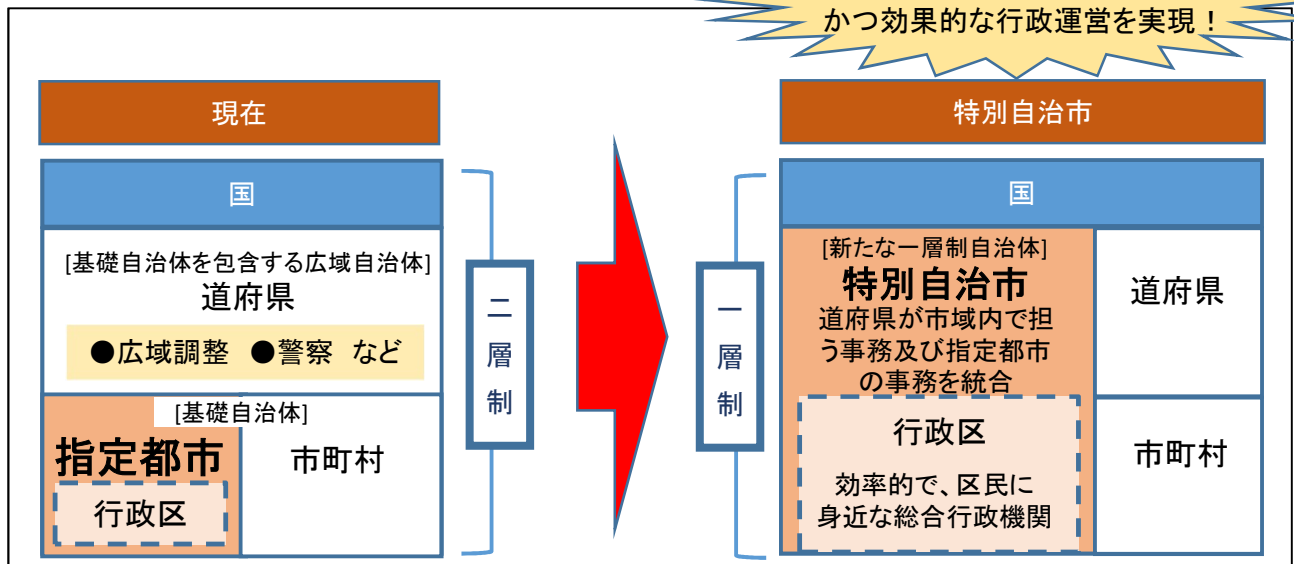 かつ効果的な行政運営を実現！
現在
国
[基礎自治体を包含する広域自治体]
道府県
●広域調整 ●警察 など
[基礎自治体]
指定都市
行政区
市町村
二層制
特別自治市
国
[新たな一層制自治体]
特別自治市
道府県が市域内で担
う事務及び指定都市
の事務を統合
行政区
効率的で、区民に
身近な総合行政機関
道府県
市町村
一層制